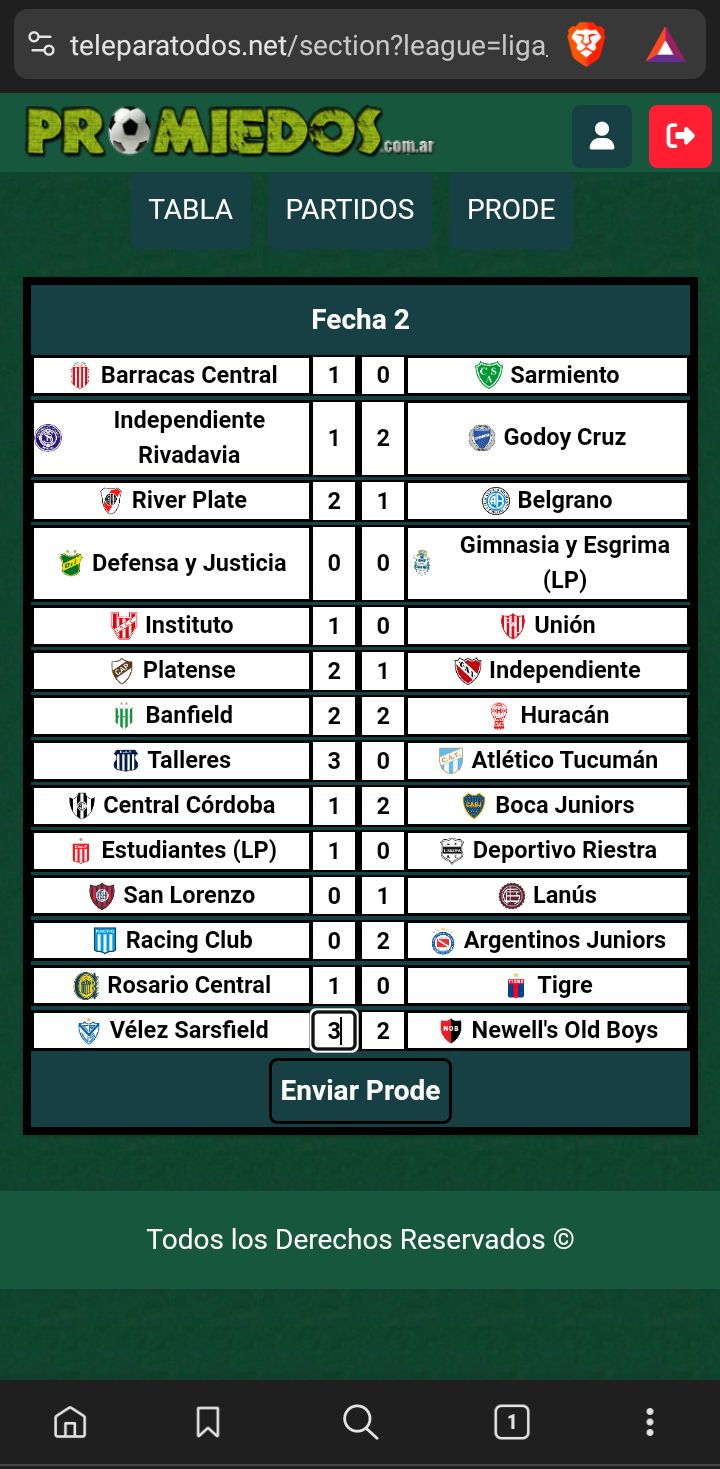 teleparatodos.net/section?league=liga_
PROMIEDOS.com.ar
TABLA PARTIDOS PRODE
Fecha 2
Barracas Central 1 0 Sarmiento
Independiente
Rivadavia 1 2 Godoy Cruz
River Plate 2 1 Belgrano
Defensa y Justicia 0 0 Gimnasia y Esgrima
(LP)
Instituto 1 0 Unión
Platense 2 1 Independiente
Banfield 2 2 Huracán
Talleres 3 0 Atlético Tucumán
Central Córdoba 1 2 Boca Juniors
Estudiantes (LP) 1 0 Deportivo Riestra
San Lorenzo 0 1 Lanús
Racing Club 0 2 Argentinos Juniors
Rosario Central 1 0 Tigre
Vélez Sarsfield 3 2 Newell's Old Boys
Enviar Prode
Todos los Derechos Reservados ©
1